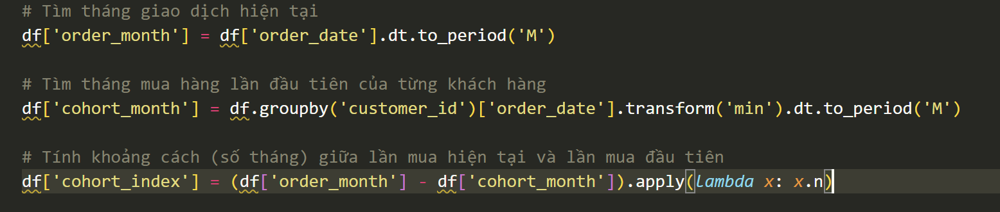 # Tìm tháng giao dịch hiện tại
df['order_month'] = df['order_date'].dt.to_period('M')
# Tìm tháng mua hàng lần đầu tiên của từng khách hàng
df['cohort_month'] = df.groupby('customer_id')['order_date'].transform('min').dt.to_period('M')
# Tính khoảng cách (số tháng) giữa lần mua hiện tại và lần mua đầu tiên
df['cohort_index'] = (df['order_month'] - df['cohort_month']).apply(lambda x: x.n)